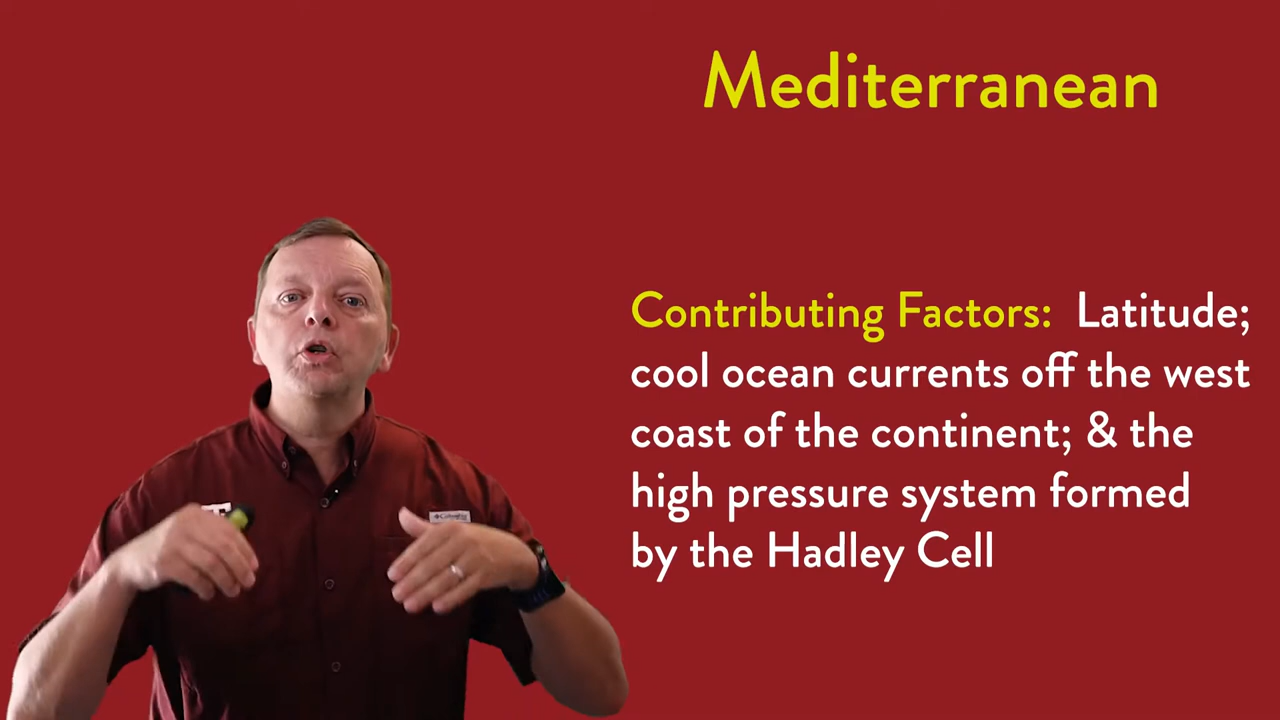 Mediterranean
Contributing Factors: Latitude;
cool ocean currents off the west
coast of the continent; & the
high pressure system formed
by the Hadley Cell
Columbia